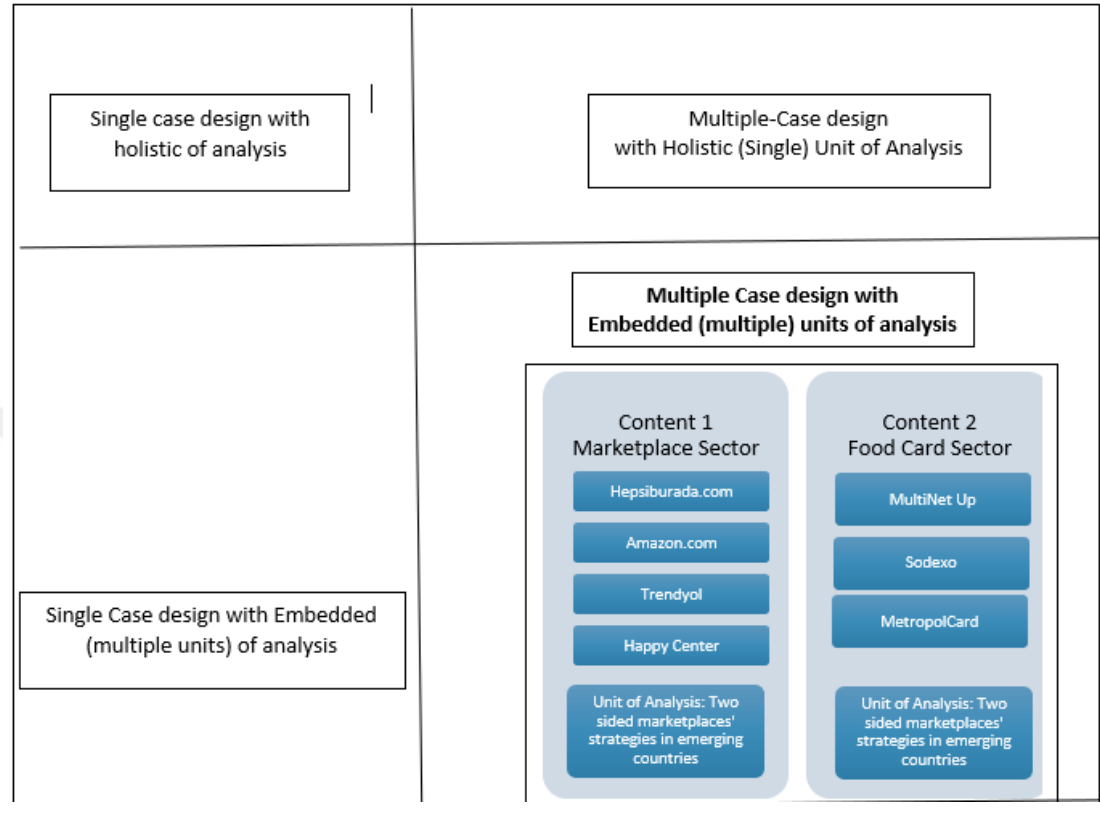 Single case design with
holistic of analysis
Multiple-Case design
with Holistic (Single) Unit of Analysis
Single Case design with Embedded
(multiple units) of analysis
Multiple Case design with
Embedded (multiple) units of analysis
Content 1
Marketplace Sector
Hepsiburada.com
Amazon.com
Trendyol
Happy Center
Unit of Analysis: Two
sided marketplaces'
strategies in emerging
countries
Content 2
Food Card Sector
MultiNet Up
Sodexo
MetropolCard
Unit of Analysis: Two
sided marketplaces'
strategies in emerging
countries